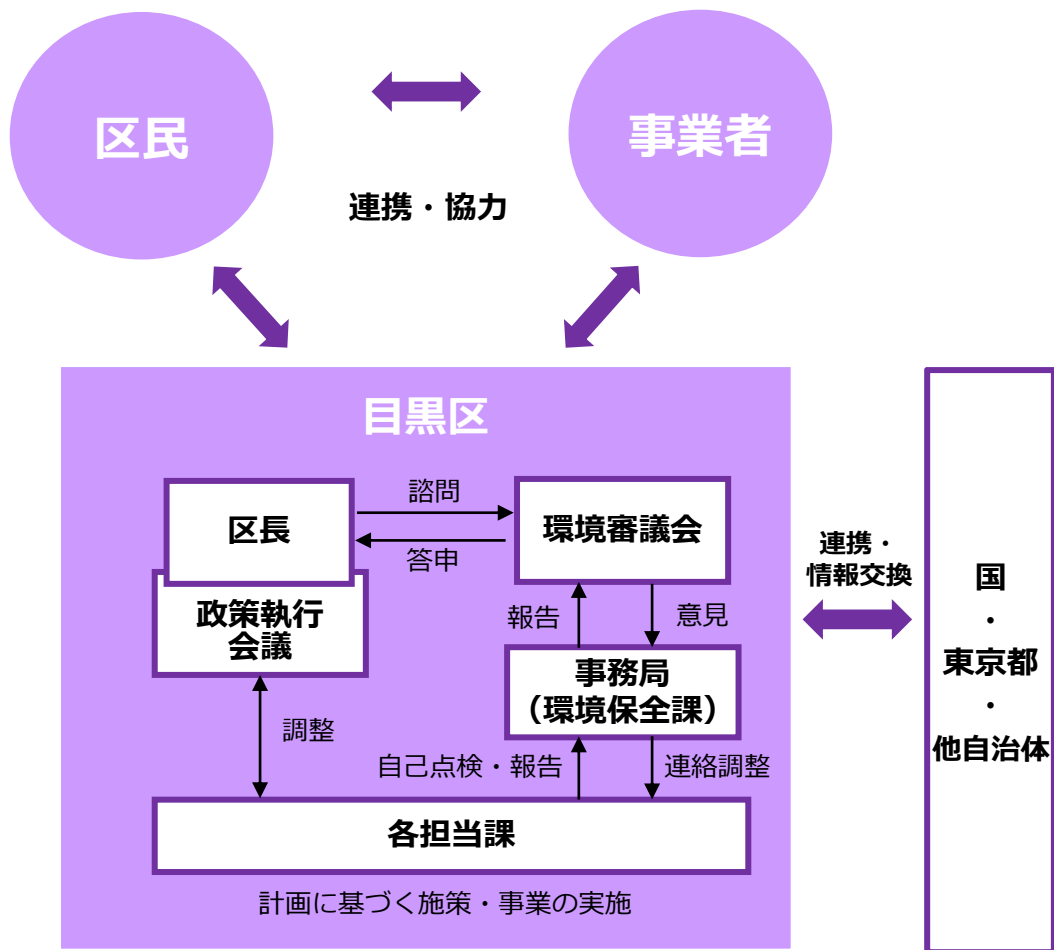 区民
事業者
連携・協力
目黒区
区長
諮問
環境審議会
答申
政策執行
会議
報告
意見
事務局
（環境保全課）
調整
自己点検・報告
連絡調整
各担当課
計画に基づく施策・事業の実施
連携・
情報交換
国
・
東京都
・
他自治体